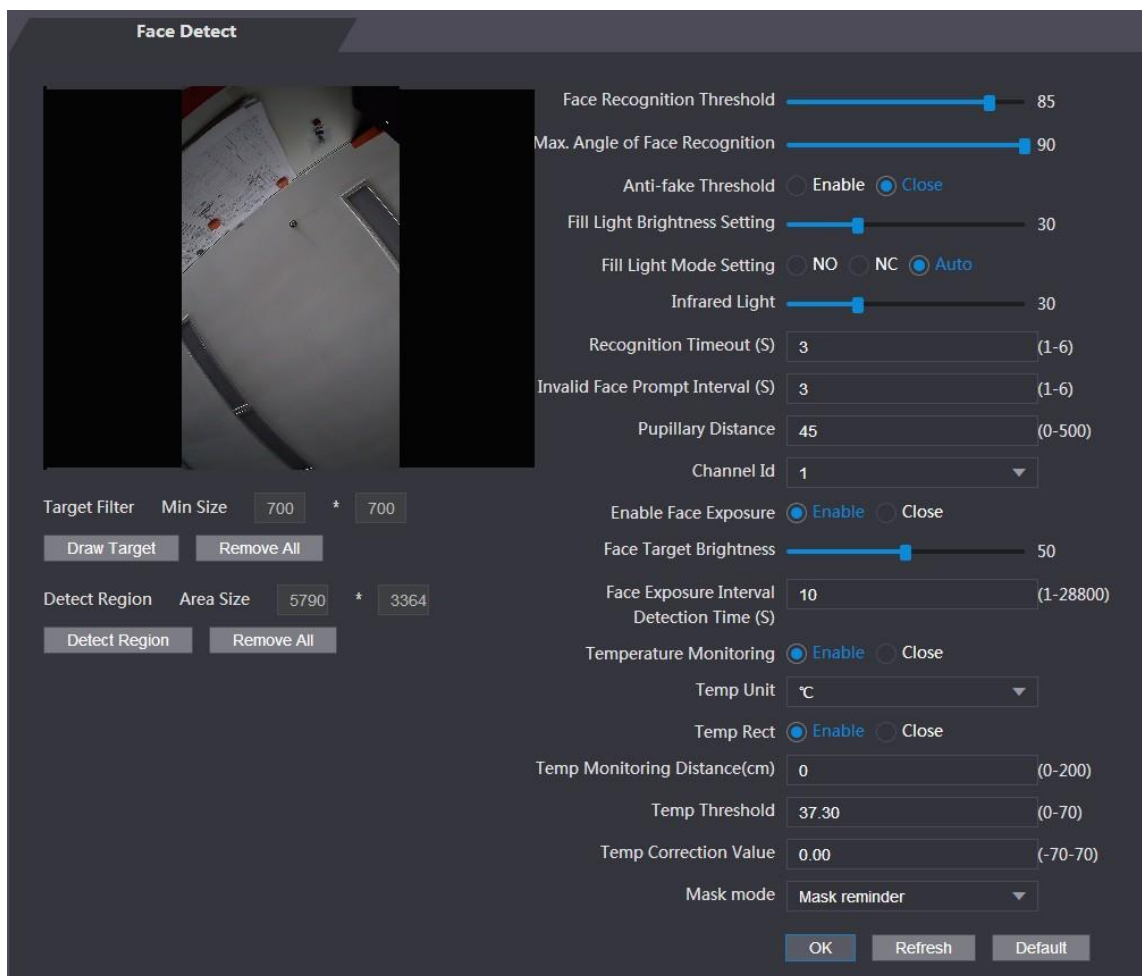 Face Detect
Face Recognition Threshold 85
Max. Angle of Face Recognition 90
Anti-fake Threshold Enable Close
Fill Light Brightness Setting 30
Fill Light Mode Setting NO NC Auto
Infrared Light 30
Recognition Timeout (S) 3 (1-6)
Invalid Face Prompt Interval (S) 3 (1-6)
Pupillary Distance 45 (0-500)
Channel Id 1
Target Filter Min Size 700 * 700
Enable Face Exposure Enable Close
Draw Target Remove All
Face Target Brightness 50
Detect Region Area Size 5790 * 3364
Face Exposure Interval
Detection Time (S) 10 (1-28800)
Detect Region Remove All
Temperature Monitoring Enable Close
Temp Unit ℃
Temp Rect Enable Close
Temp Monitoring Distance(cm) 0 (0-200)
Temp Threshold 37.30 (0-70)
Temp Correction Value 0.00 (-70-70)
Mask mode Mask reminder
OK Refresh Default